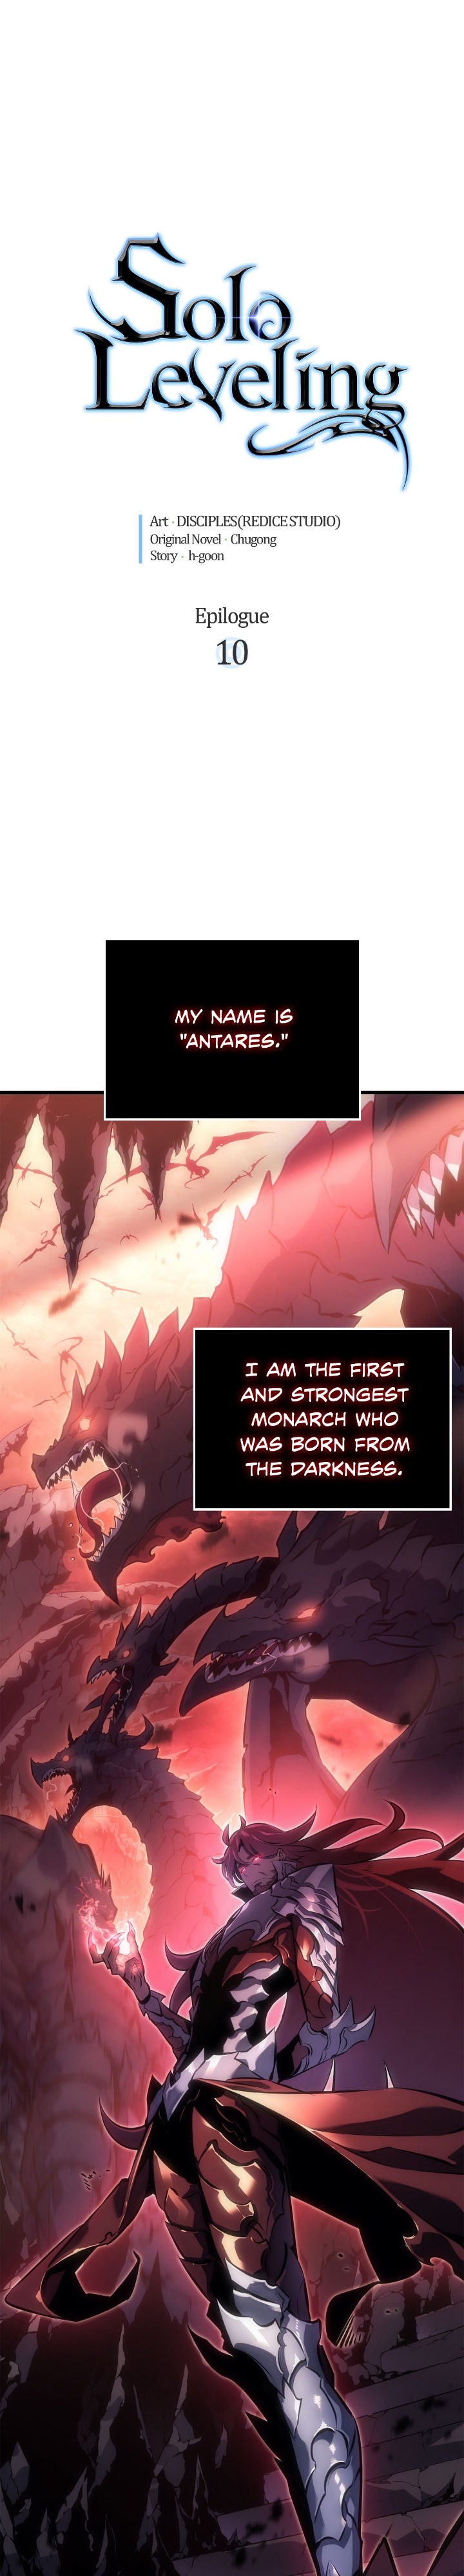 Solo
Leveling
Art · DISCIPLES(REDICE STUDIO)
Original Novel · Chugong
Story · h-goon
Epilogue
10
MY NAME IS
"ANTARES."
I AM THE FIRST
AND STRONGEST
MONARCH WHO
WAS BORN FROM
THE DARKNESS.